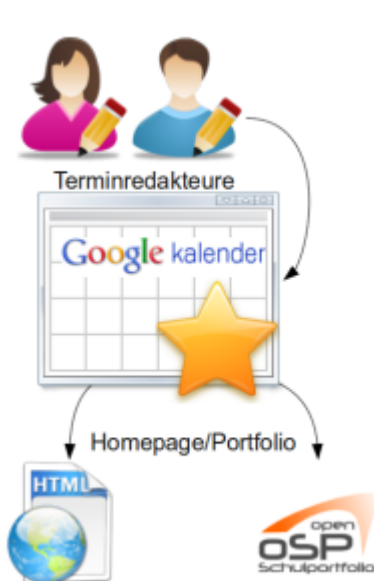 Terminredakteure
Google kalender
Homepage/Portfolio
HTML
open
OSP
Schulportfolio